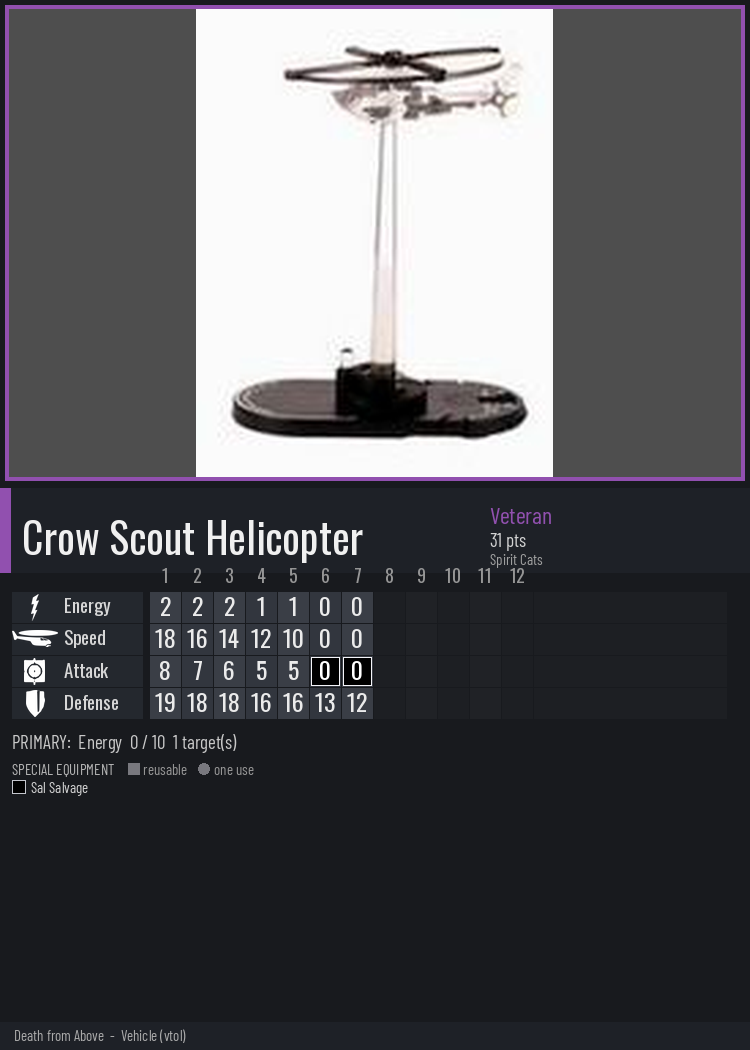 Crow Scout Helicopter
Veteran
31 pts
Spirit Cats
1 2 3 4 5 6 7 8 9 10 11 12
Energy 2 2 2 1 1 0 0
Speed 18 16 14 12 10 0 0
Attack 8 7 6 5 5 0 0
Defense 19 18 18 16 16 13 12
PRIMARY: Energy 0 / 10 1 target(s)
SPECIAL EQUIPMENT reusable one use
Sal Salvage
Death from Above - Vehicle (vtol)